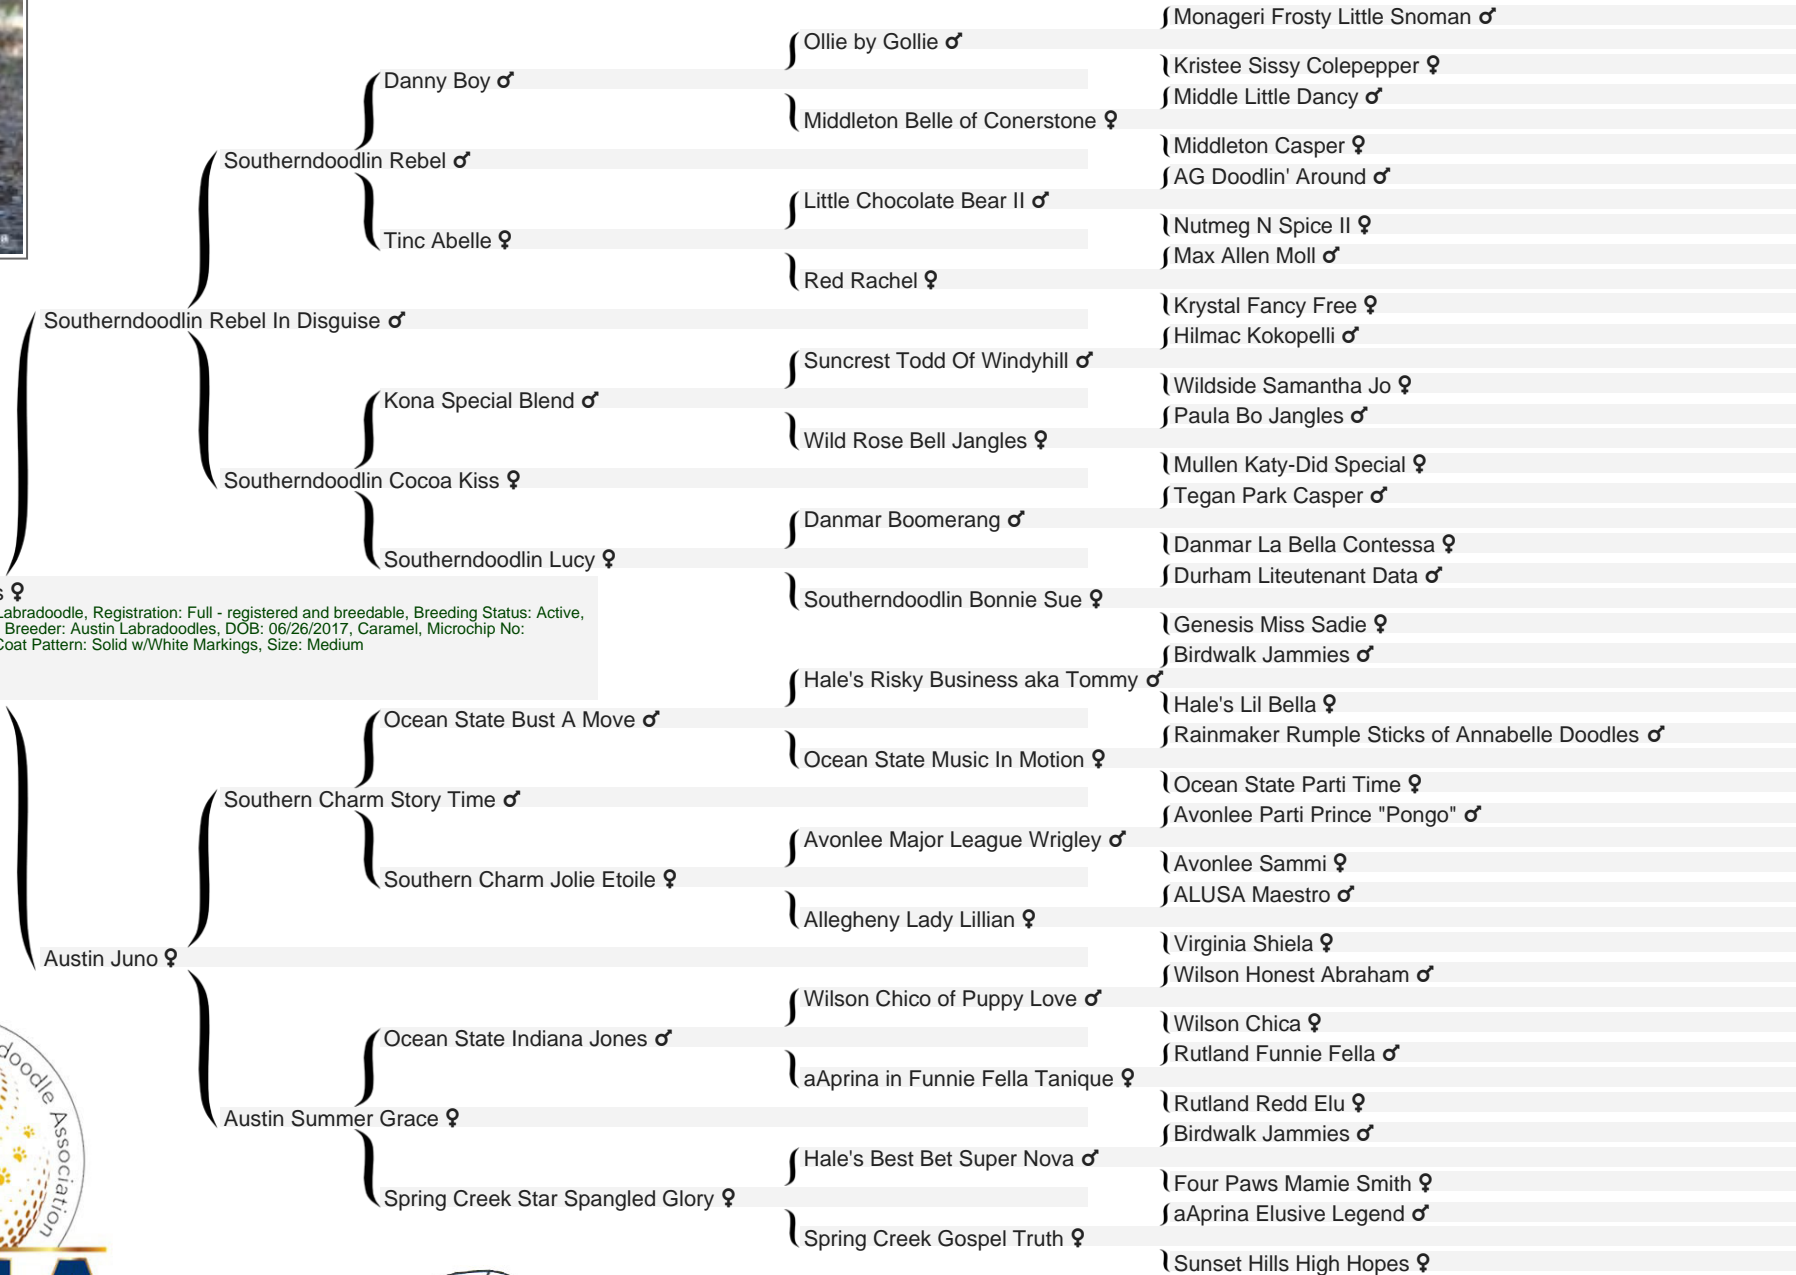 Monageri Frosty Little Snoman ♂
Ollie by Gollie ♂
Kristee Sissy Colepepper ♀
Danny Boy ♂
Middle Little Dancy ♂
Middleton Belle of Conerstone ♀
Middleton Casper ♀
Southerndoodlin Rebel ♂
AG Doodlin' Around ♂
Little Chocolate Bear II ♂
Nutmeg N Spice II ♀
Tinc Abelle ♀
Max Allen Moll ♂
Red Rachel ♀
Krystal Fancy Free ♀
Southerndoodlin Rebel In Disguise ♂
Hilmac Kokopelli ♂
Suncrest Todd Of Windyhill ♂
Wildside Samantha Jo ♀
Kona Special Blend ♂
Paula Bo Jangles ♂
Wild Rose Bell Jangles ♀
Mullen Katy-Did Special ♀
Southerndoodlin Cocoa Kiss ♀
Tegan Park Casper ♂
Danmar Boomerang ♂
Danmar La Bella Contessa ♀
Southerndoodlin Lucy ♀
Durham Liteutenant Data ♂
Southerndoodlin Bonnie Sue ♀
Genesis Miss Sadie ♀
s ♀
Labradoodle, Registration: Full - registered and breedable, Breeding Status: Active,
Breeder: Austin Labradoodles, DOB: 06/26/2017, Caramel, Microchip No:
Coat Pattern: Solid w/White Markings, Size: Medium
Birdwalk Jammies ♂
Hale's Risky Business aka Tommy ♂
Hale's Lil Bella ♀
Ocean State Bust A Move ♂
Rainmaker Rumple Sticks of Annabelle Doodles ♂
Ocean State Music In Motion ♀
Ocean State Parti Time ♀
Southern Charm Story Time ♂
Avonlee Parti Prince "Pongo" ♂
Avonlee Major League Wrigley ♂
Avonlee Sammi ♀
Southern Charm Jolie Etoile ♀
ALUSA Maestro ♂
Allegheny Lady Lillian ♀
Virginia Shiela ♀
Austin Juno ♀
Wilson Honest Abraham ♂
Wilson Chico of Puppy Love ♂
Wilson Chica ♀
Ocean State Indiana Jones ♂
Rutland Funnie Fella ♂
aAprina in Funnie Fella Tanique ♀
Rutland Redd Elu ♀
Austin Summer Grace ♀
Birdwalk Jammies ♂
Hale's Best Bet Super Nova ♂
Four Paws Mamie Smith ♀
Spring Creek Star Spangled Glory ♀
aAprina Elusive Legend ♂
Spring Creek Gospel Truth ♀
Sunset Hills High Hopes ♀
doodle Association